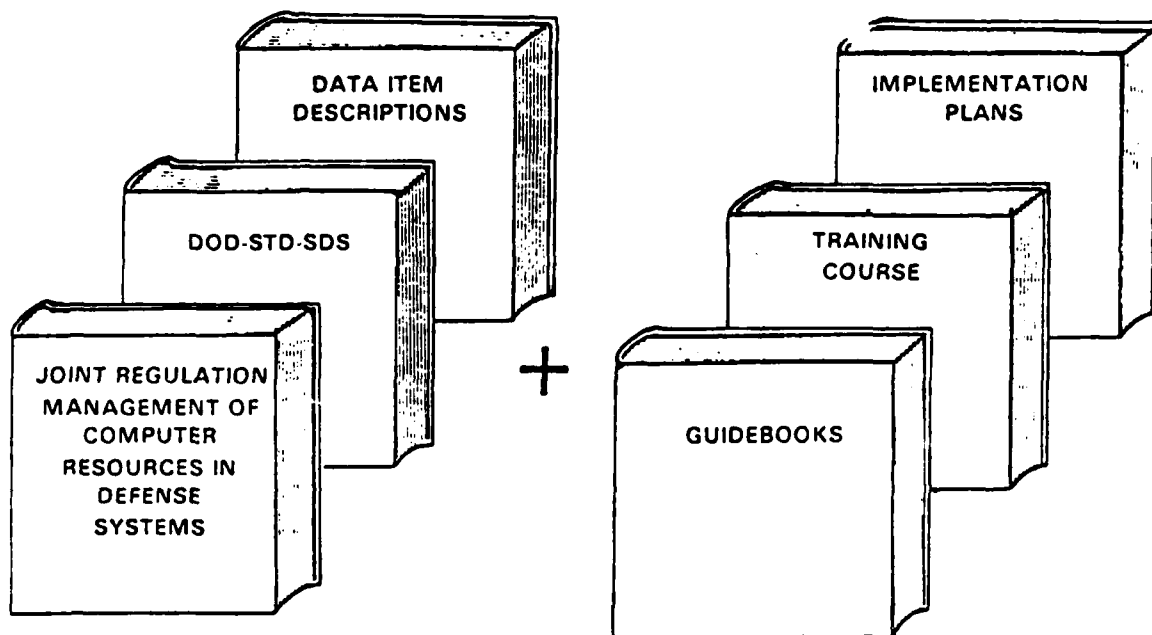 DATA ITEM
DESCRIPTIONS
DOD-STD-SDS
JOINT REGULATION
MANAGEMENT OF
COMPUTER
RESOURCES IN
DEFENSE
SYSTEMS
+
IMPLEMENTATION
PLANS
TRAINING
COURSE
GUIDEBOOKS